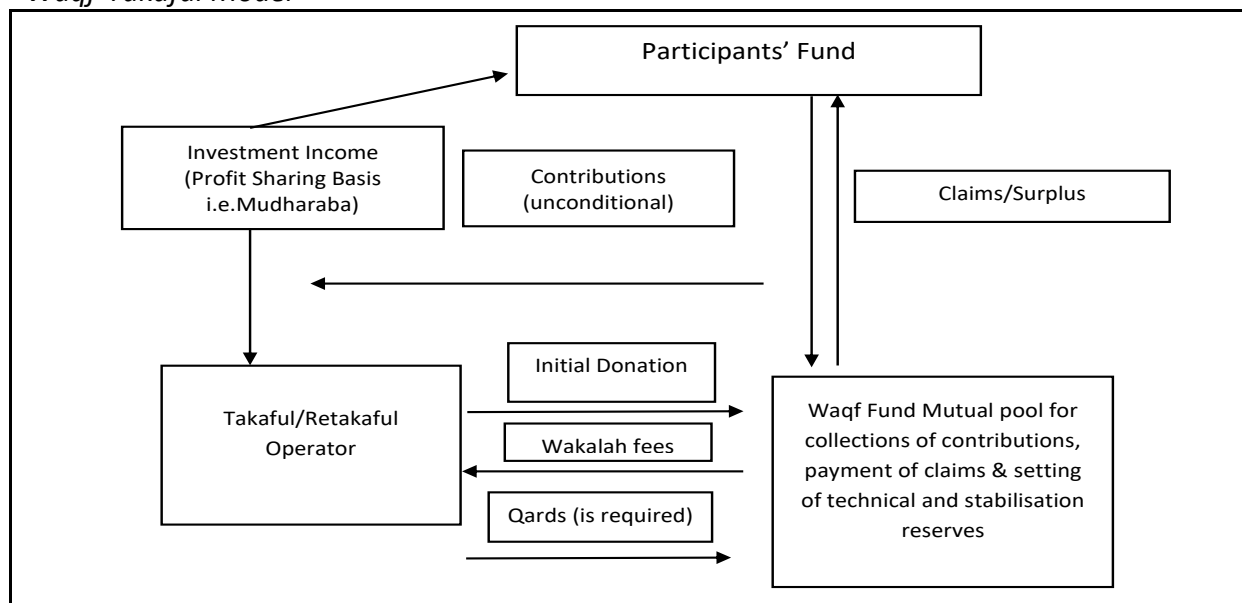 Waqf Takaful Model
Participants’ Fund
Investment Income
(Profit Sharing Basis
i.e.Mudharaba)
Contributions
(unconditional)
Claims/Surplus
Takaful/Retakaful
Operator
Initial Donation
Wakalah fees
Qards (is required)
Waqf Fund Mutual pool for
collections of contributions,
payment of claims & setting
of technical and stabilisation
reserves